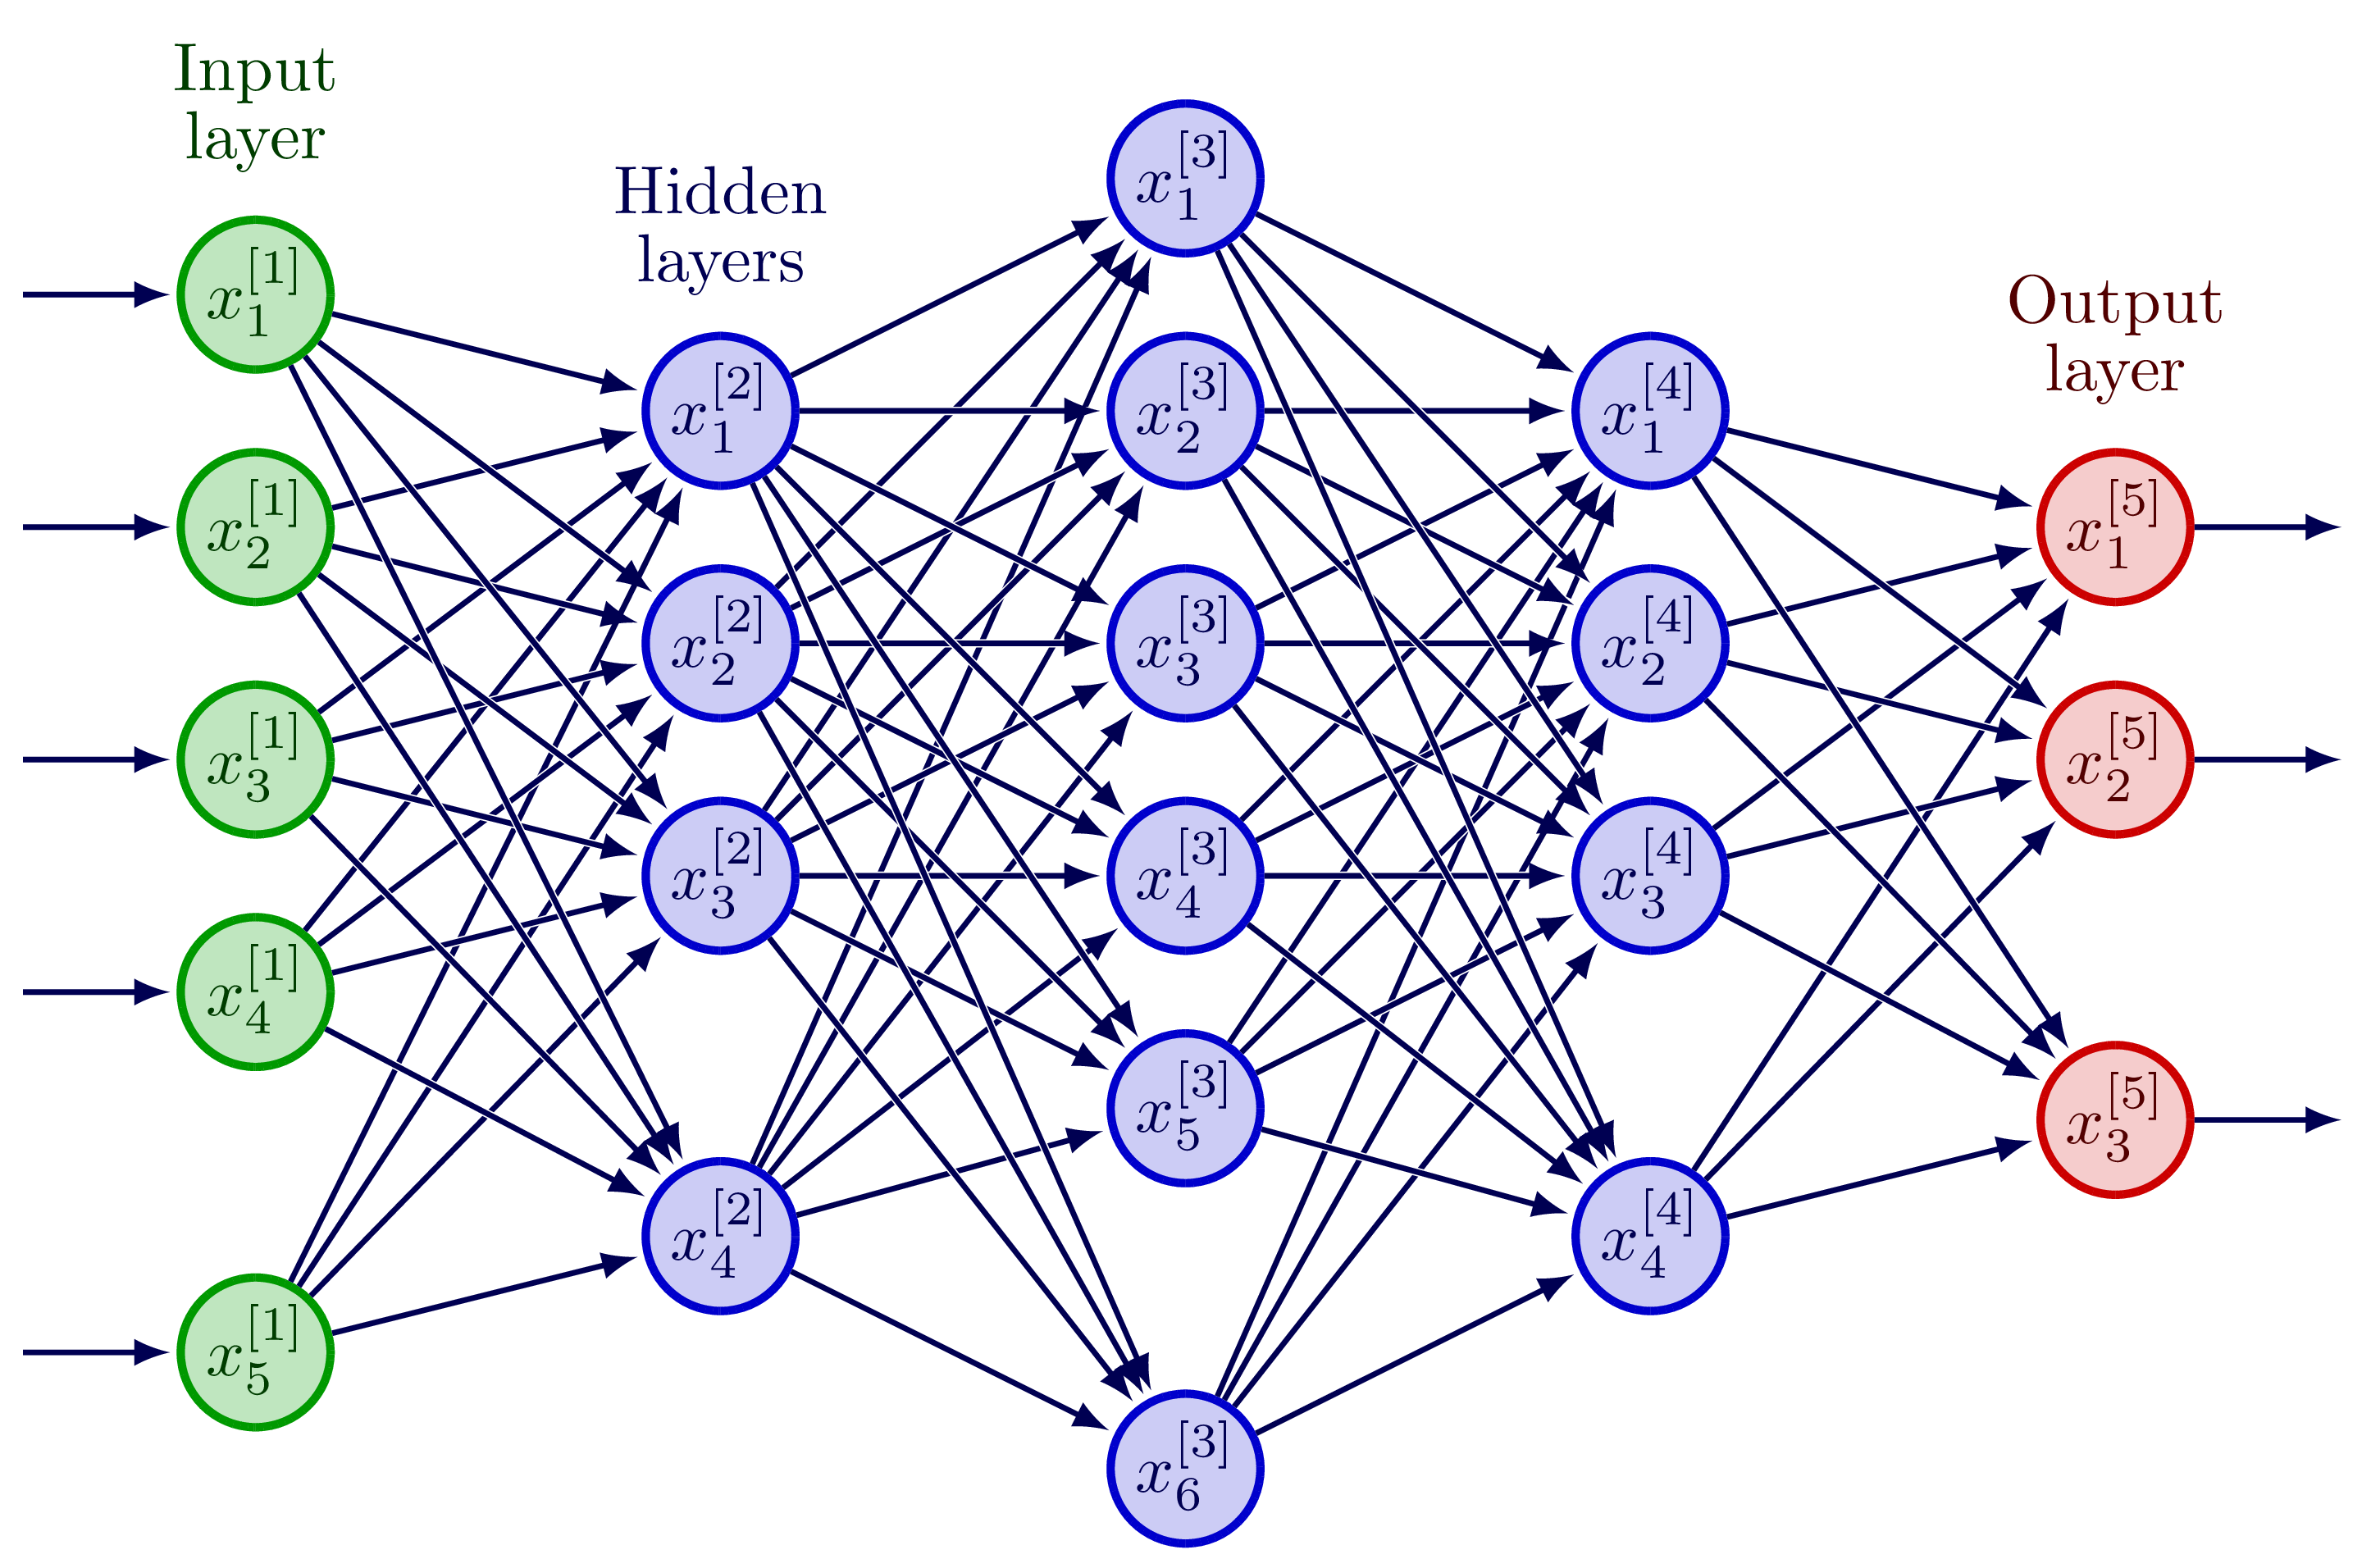 Input
layer
x_1^{[1]}
x_2^{[1]}
x_3^{[1]}
x_4^{[1]}
x_5^{[1]}
Hidden
layers
x_1^{[2]}
x_2^{[2]}
x_3^{[2]}
x_4^{[2]}
x_1^{[3]}
x_2^{[3]}
x_3^{[3]}
x_4^{[3]}
x_5^{[3]}
x_6^{[3]}
x_1^{[4]}
x_2^{[4]}
x_3^{[4]}
x_4^{[4]}
Output
layer
x_1^{[5]}
x_2^{[5]}
x_3^{[5]}